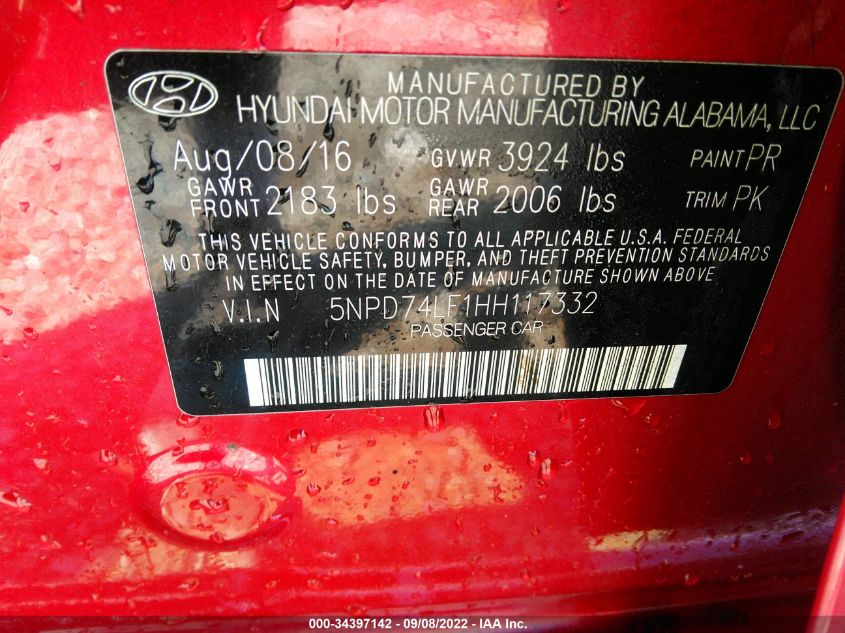 MANUFACTURED BY
HYUNDAI MOTOR MANUFACTURING ALABAMA, LLC
Aug/08/16 GVWR 3924 lbs PAINT PR
GAWR FRONT 2183 lbs GAWR REAR 2006 lbs TRIM PK
THIS VEHICLE CONFORMS TO ALL APPLICABLE U.S.A. FEDERAL
MOTOR VEHICLE SAFETY, BUMPER, AND THEFT PREVENTION STANDARDS
IN EFFECT ON THE DATE OF MANUFACTURE SHOWN ABOVE
V.I.N 5NPD74LF1HH117332
PASSENGER CAR
000-34397142 - 09/08/2022 - IAA Inc.